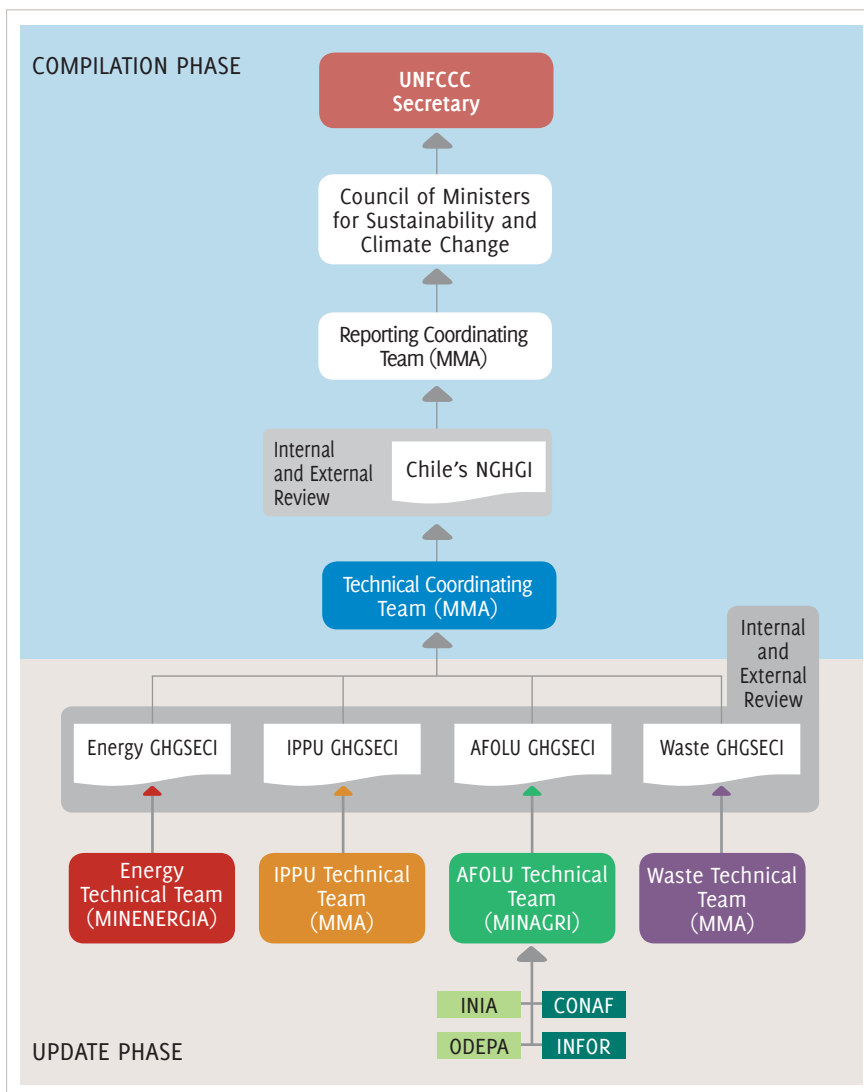 COMPILATION PHASE
UNFCCC
Secretary
Council of Ministers
for Sustainability and
Climate Change
Reporting Coordinating
Team (MMA)
Internal
and External
Review
Chile's NGHGI
Technical Coordinating
Team (MMA)
Internal
and
External
Review
Energy GHGSECI
IPPU GHGSECI
AFOLU GHGSECI
Waste GHGSECI
Energy
Technical Team
(MINENERGIA)
IPPU Technical
Team
(MMA)
AFOLU Technical
Team
(MINAGRI)
Waste Technical
Team
(MMA)
INIA
CONAF
ODEPA
INFOR
UPDATE PHASE